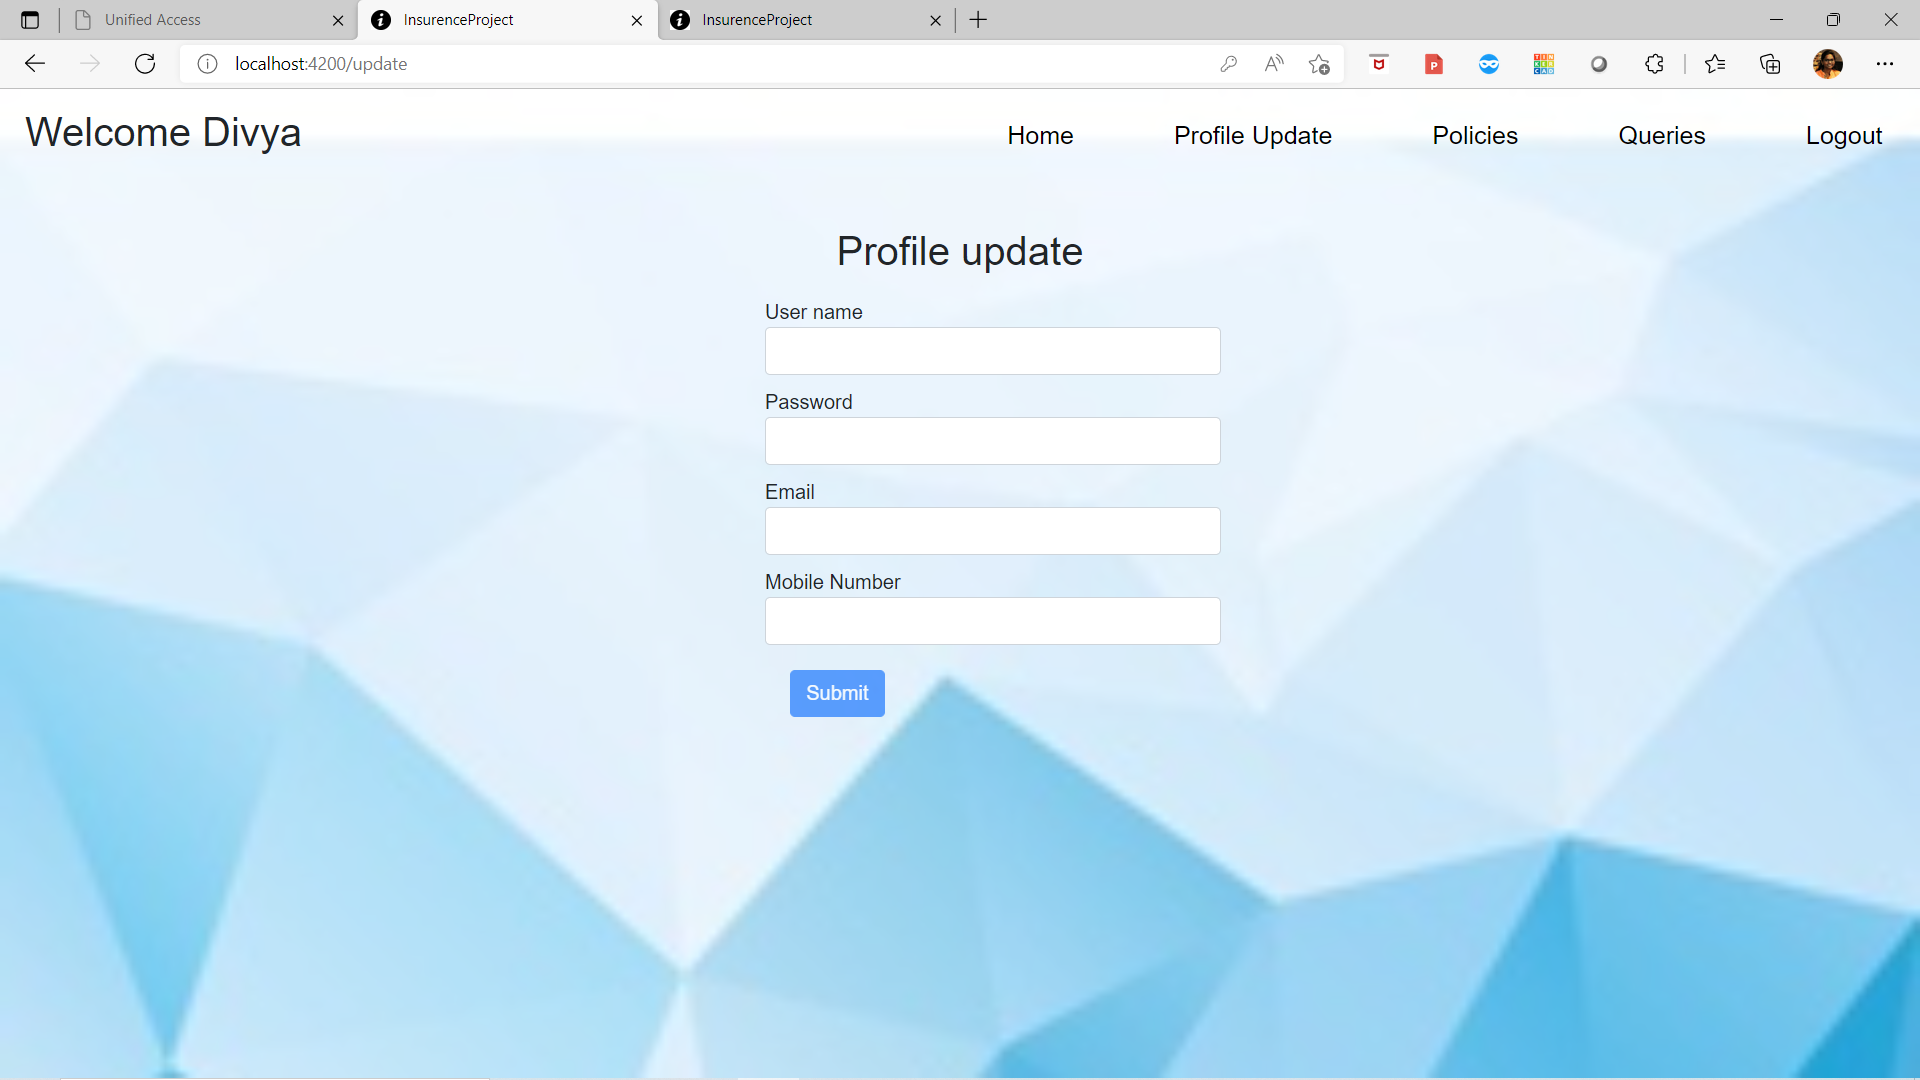 Unified Access
InsurenceProject
InsurenceProject
localhost:4200/update
Welcome Divya
Home
Profile Update
Policies
Queries
Logout
Profile update
User name
Password
Email
Mobile Number
Submit